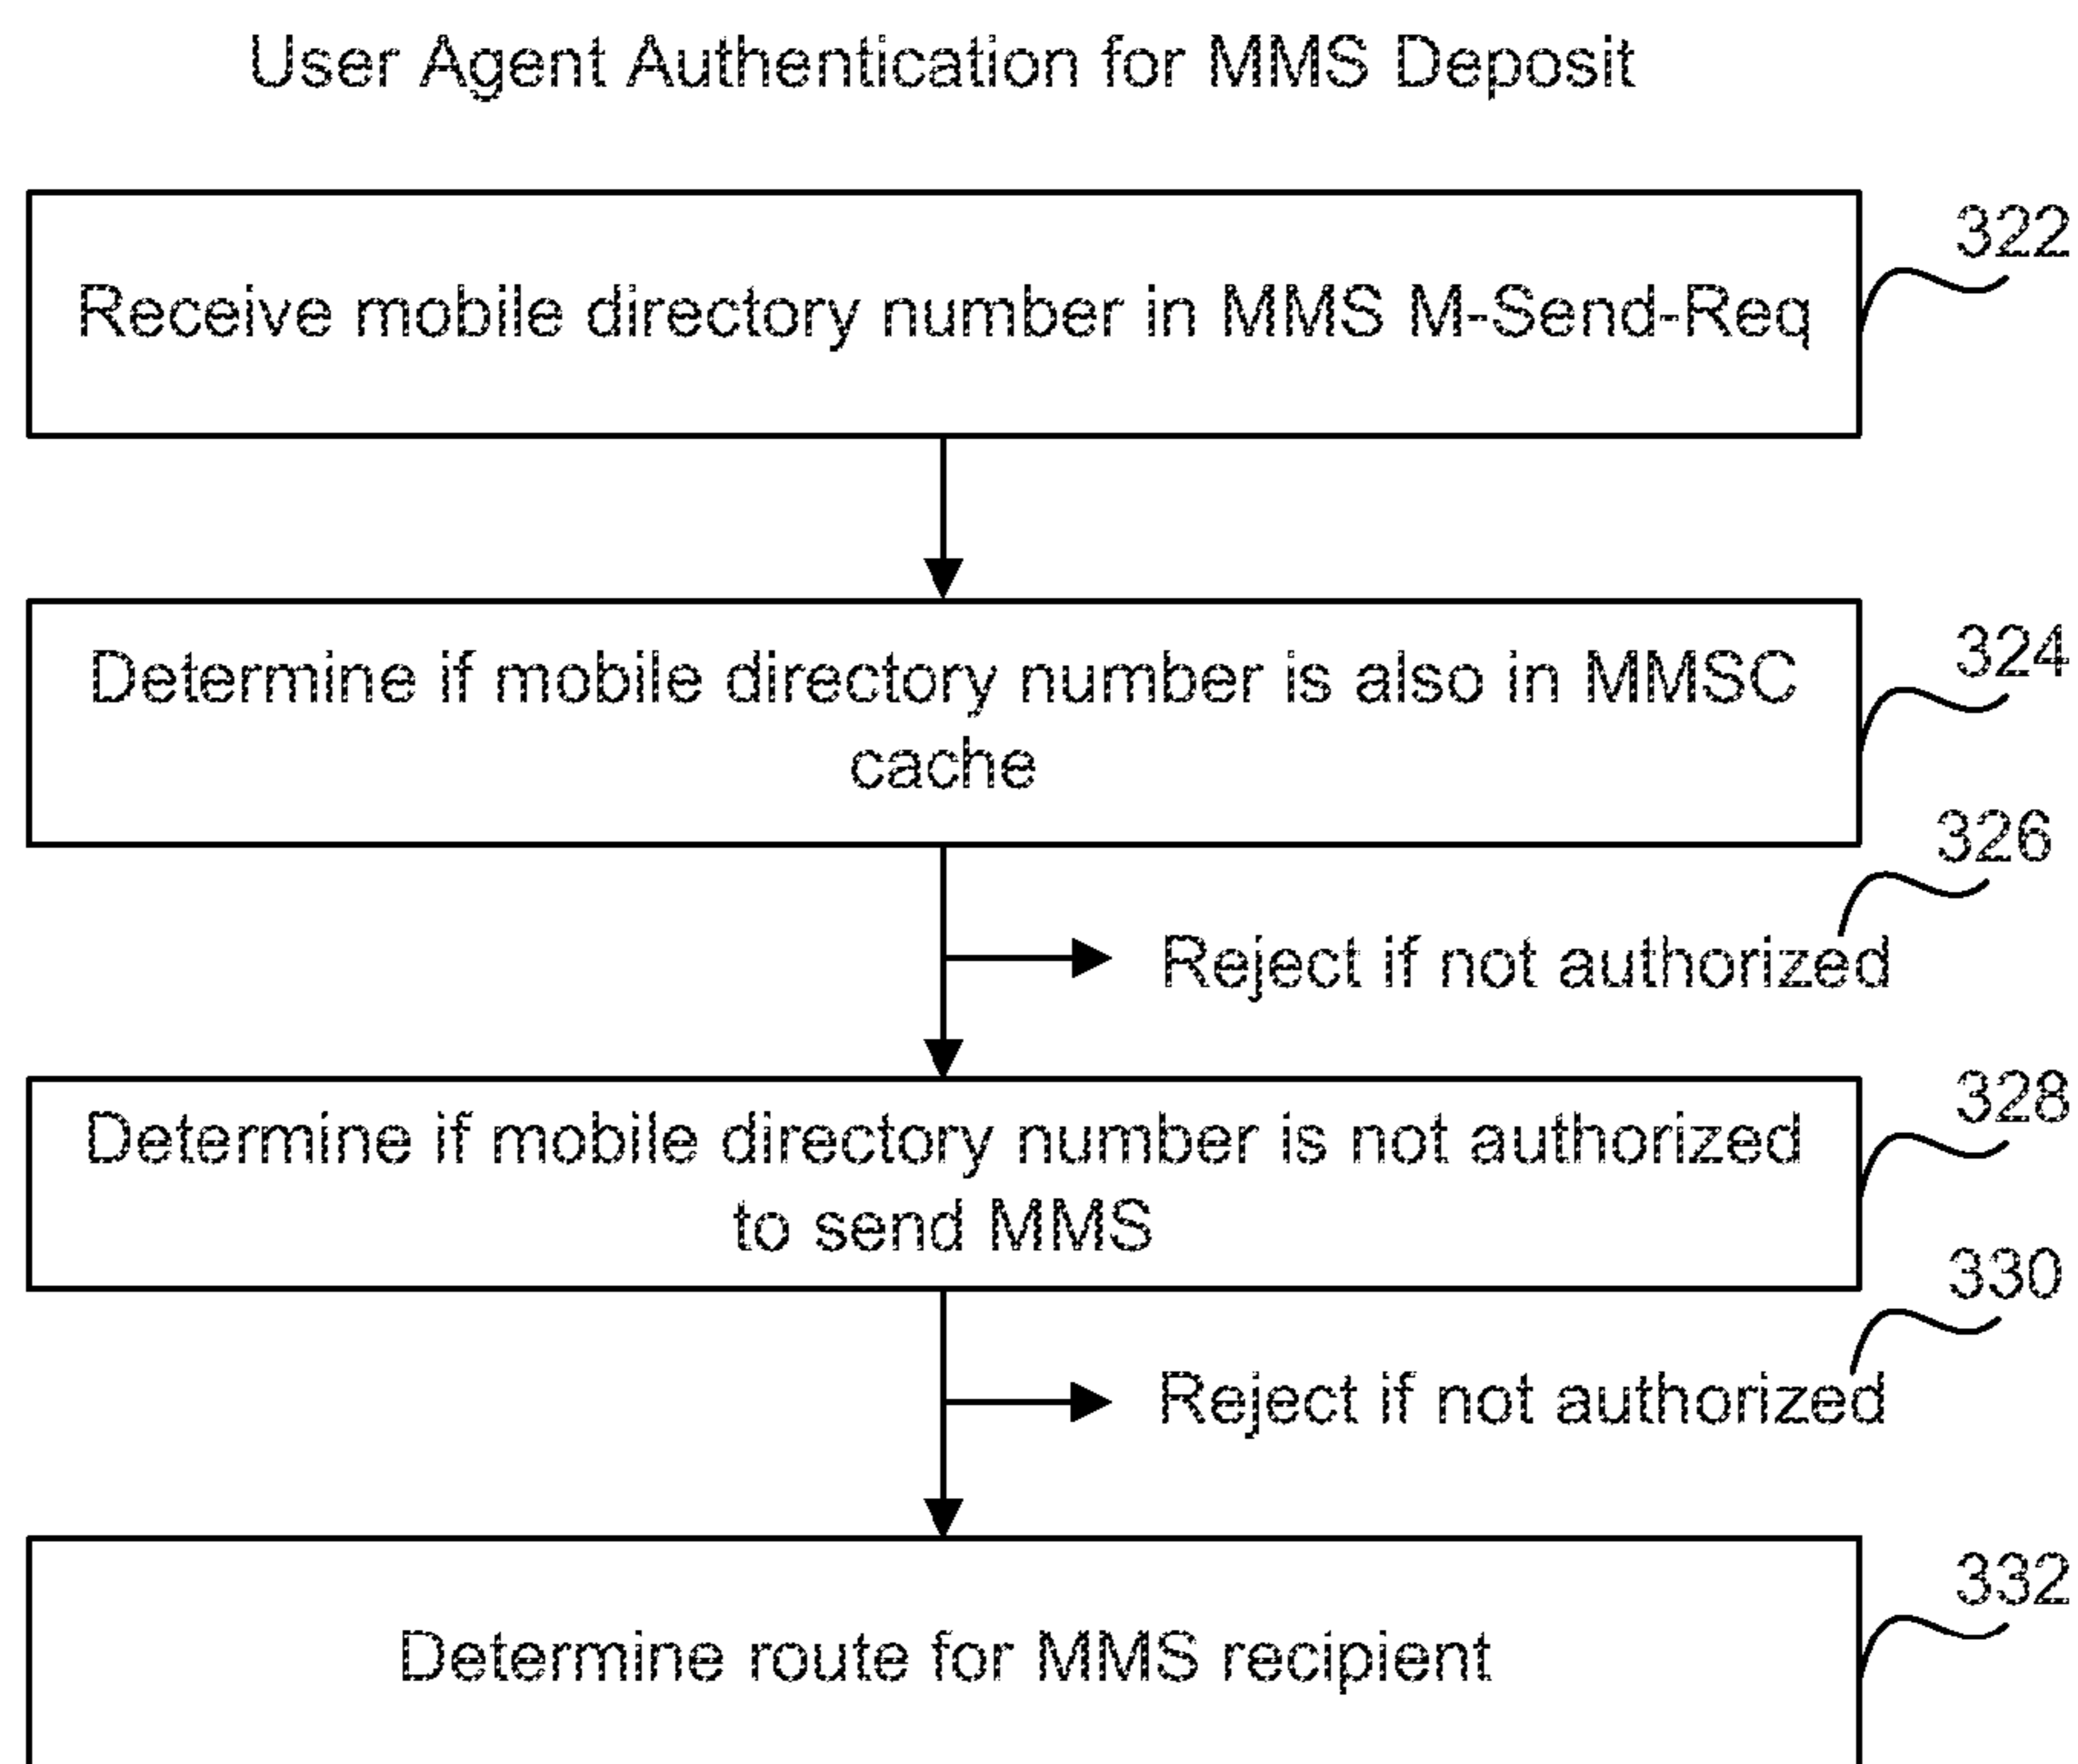 User Agent Authentication for MMS Deposit
322
Receive mobile directory number in MMS M-Send-Req
324
Determine if mobile directory number is also in MMSC
cache
326
Reject if not authorized
328
Determine if mobile directory number is not authorized
to send MMS
330
Reject if not authorized
332
Determine route for MMS recipient